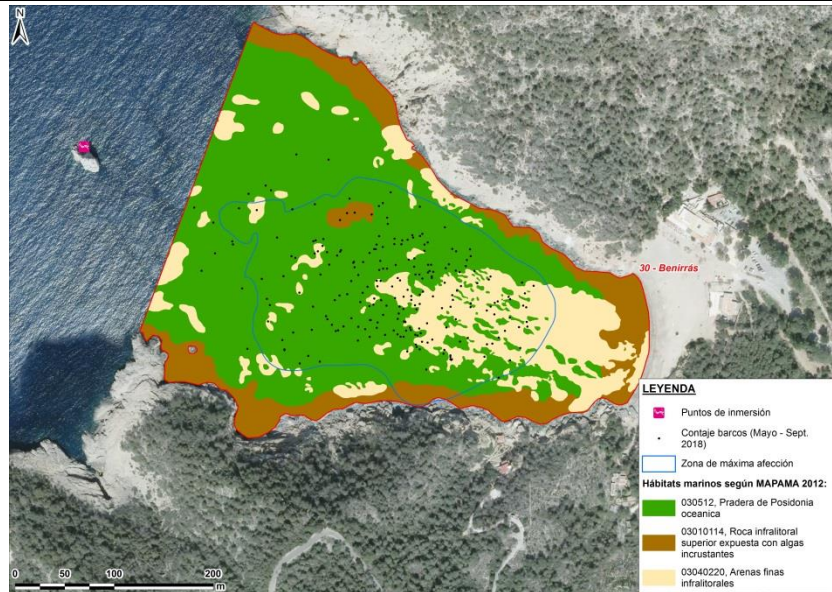 N
30 - Benirrás
LEYENDA
Puntos de inmersión
Contaje barcos (Mayo - Sept.
2018)
Zona de máxima afección
Hábitats marinos según MAPAMA 2012:
030512, Pradera de Posidonia
oceanica
03010114, Roca infralitoral
superior expuesta con algas
incrustantes
03040220, Arenas finas
infralitorales
0 50 100 200
m